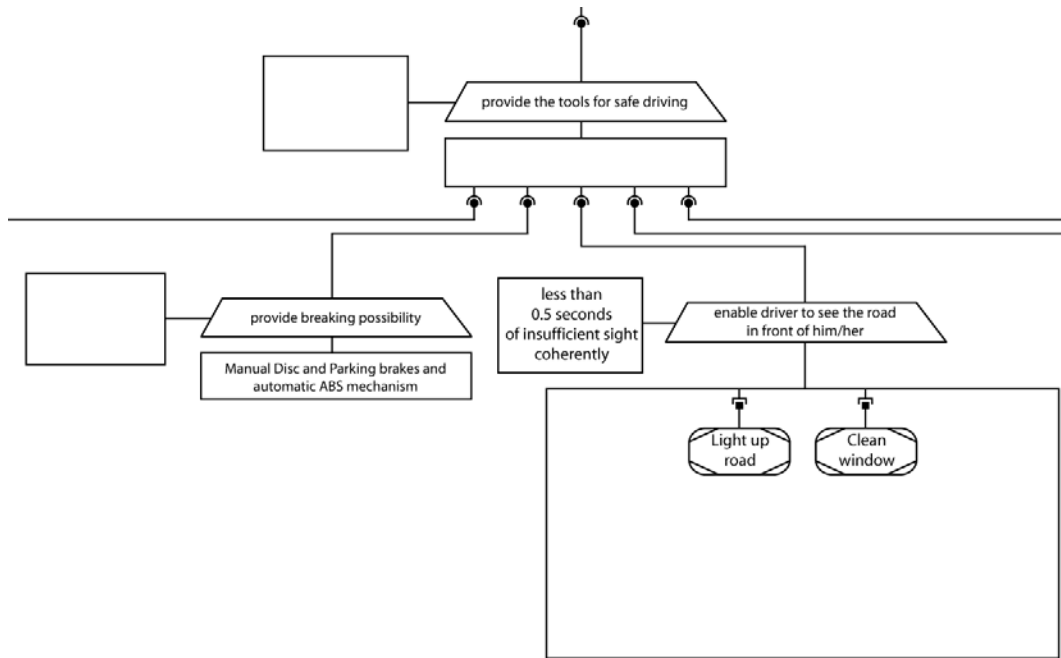 provide the tools for safe driving
less than
0.5 seconds
of insufficient sight
coherently
provide breaking possibility
enable driver to see the road
in front of him/her
Manual Disc and Parking brakes and
automatic ABS mechanism
Light up
road
Clean
window